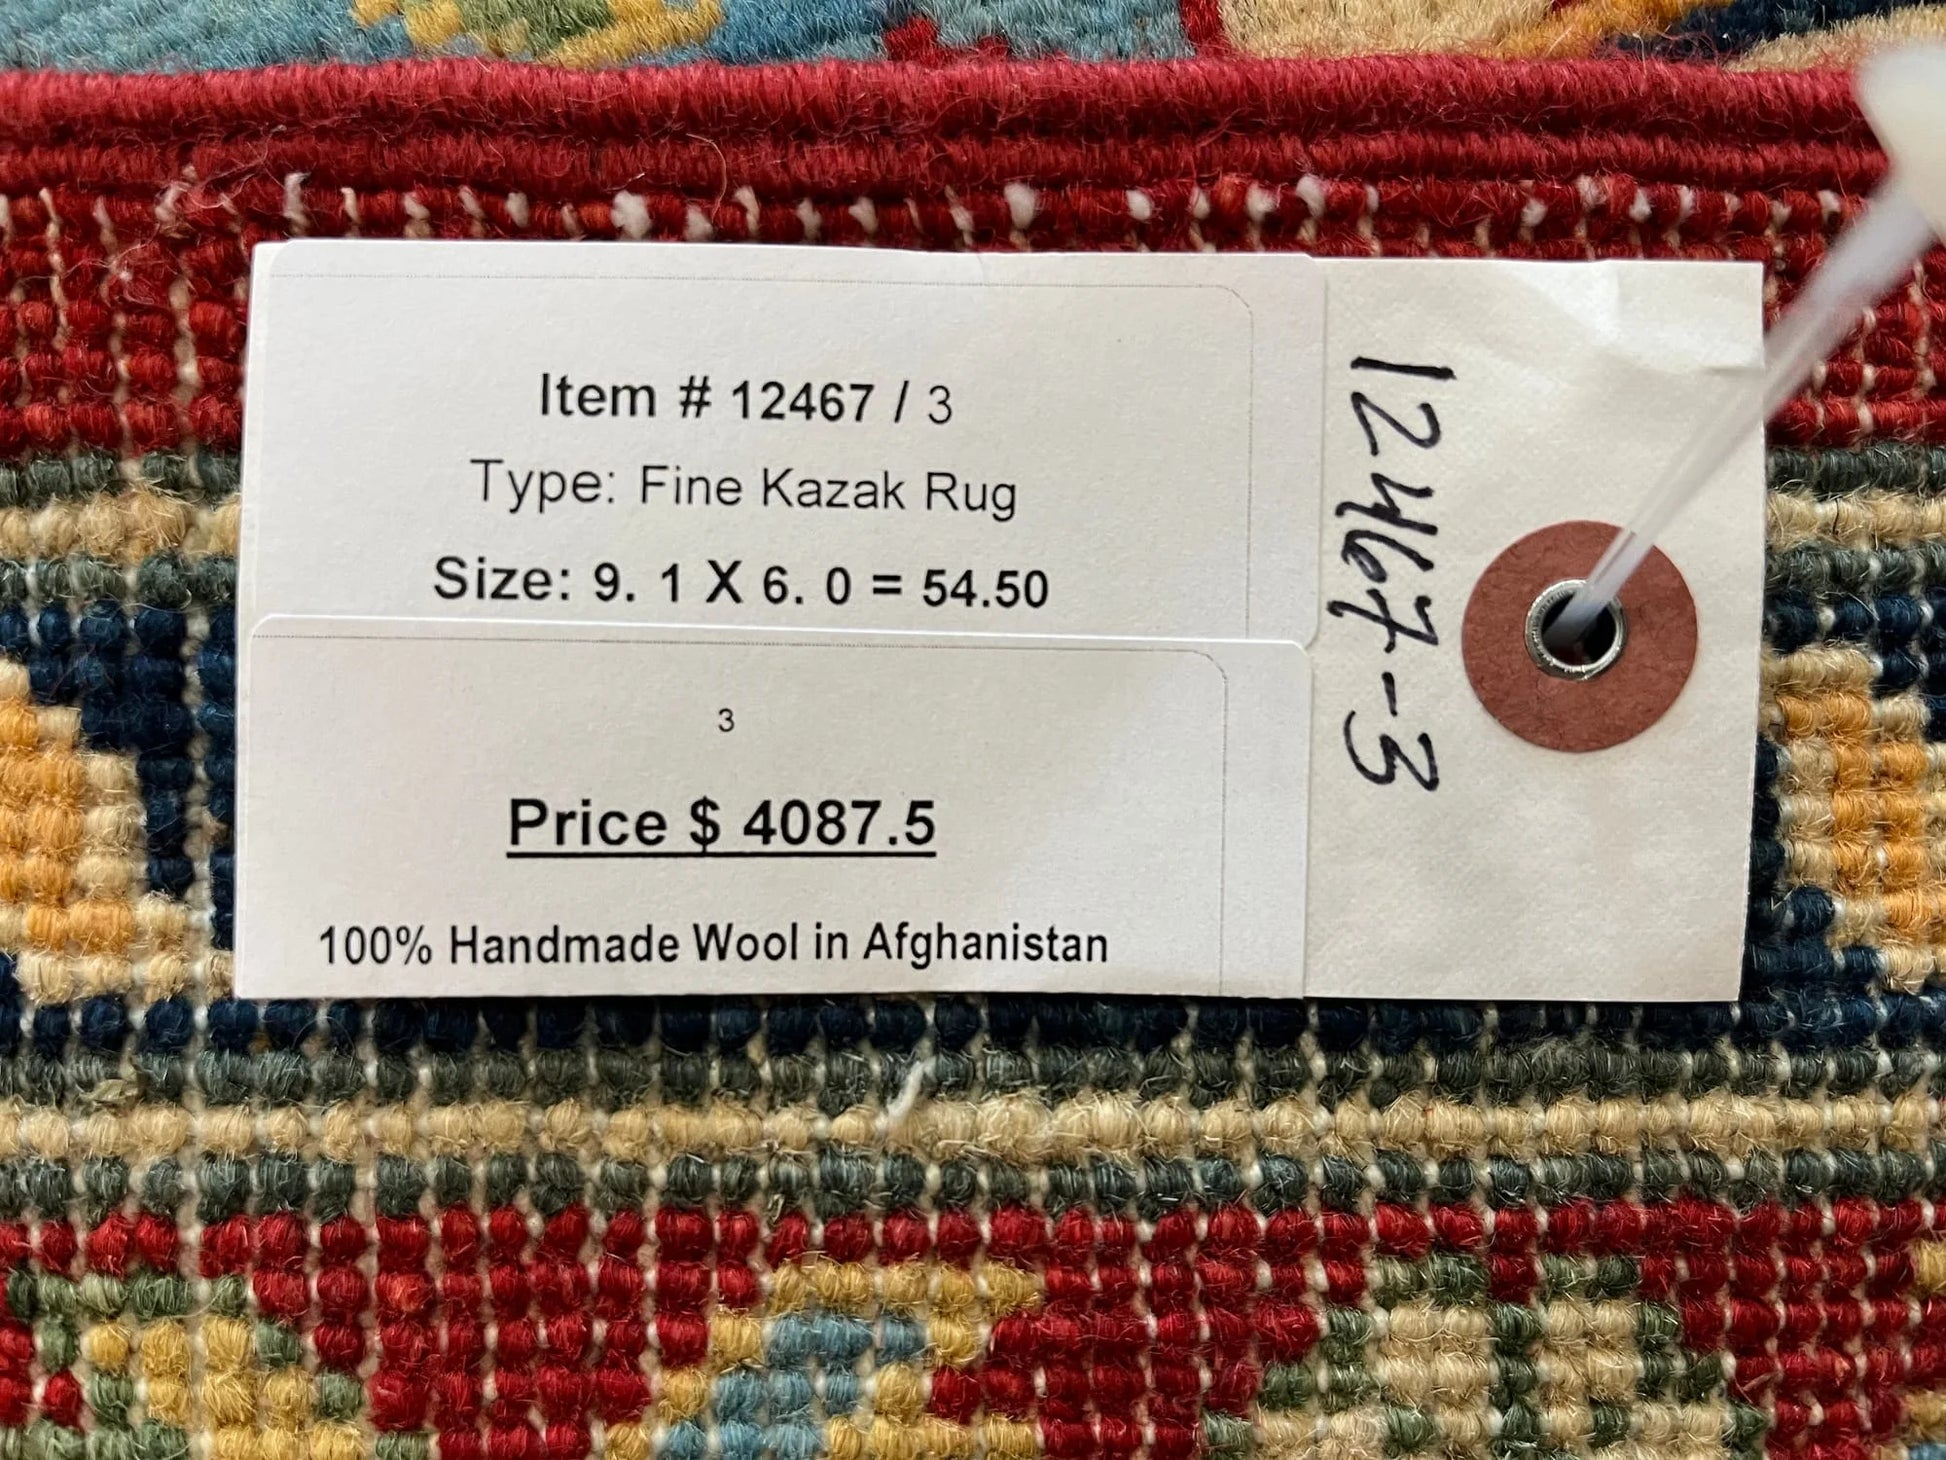 Item # 12467 / 3
Type: Fine Kazak Rug
Size: 9. 1 X 6. 0 = 54.50
3
Price $ 4087.5
100% Handmade Wool in Afghanistan
12467-3